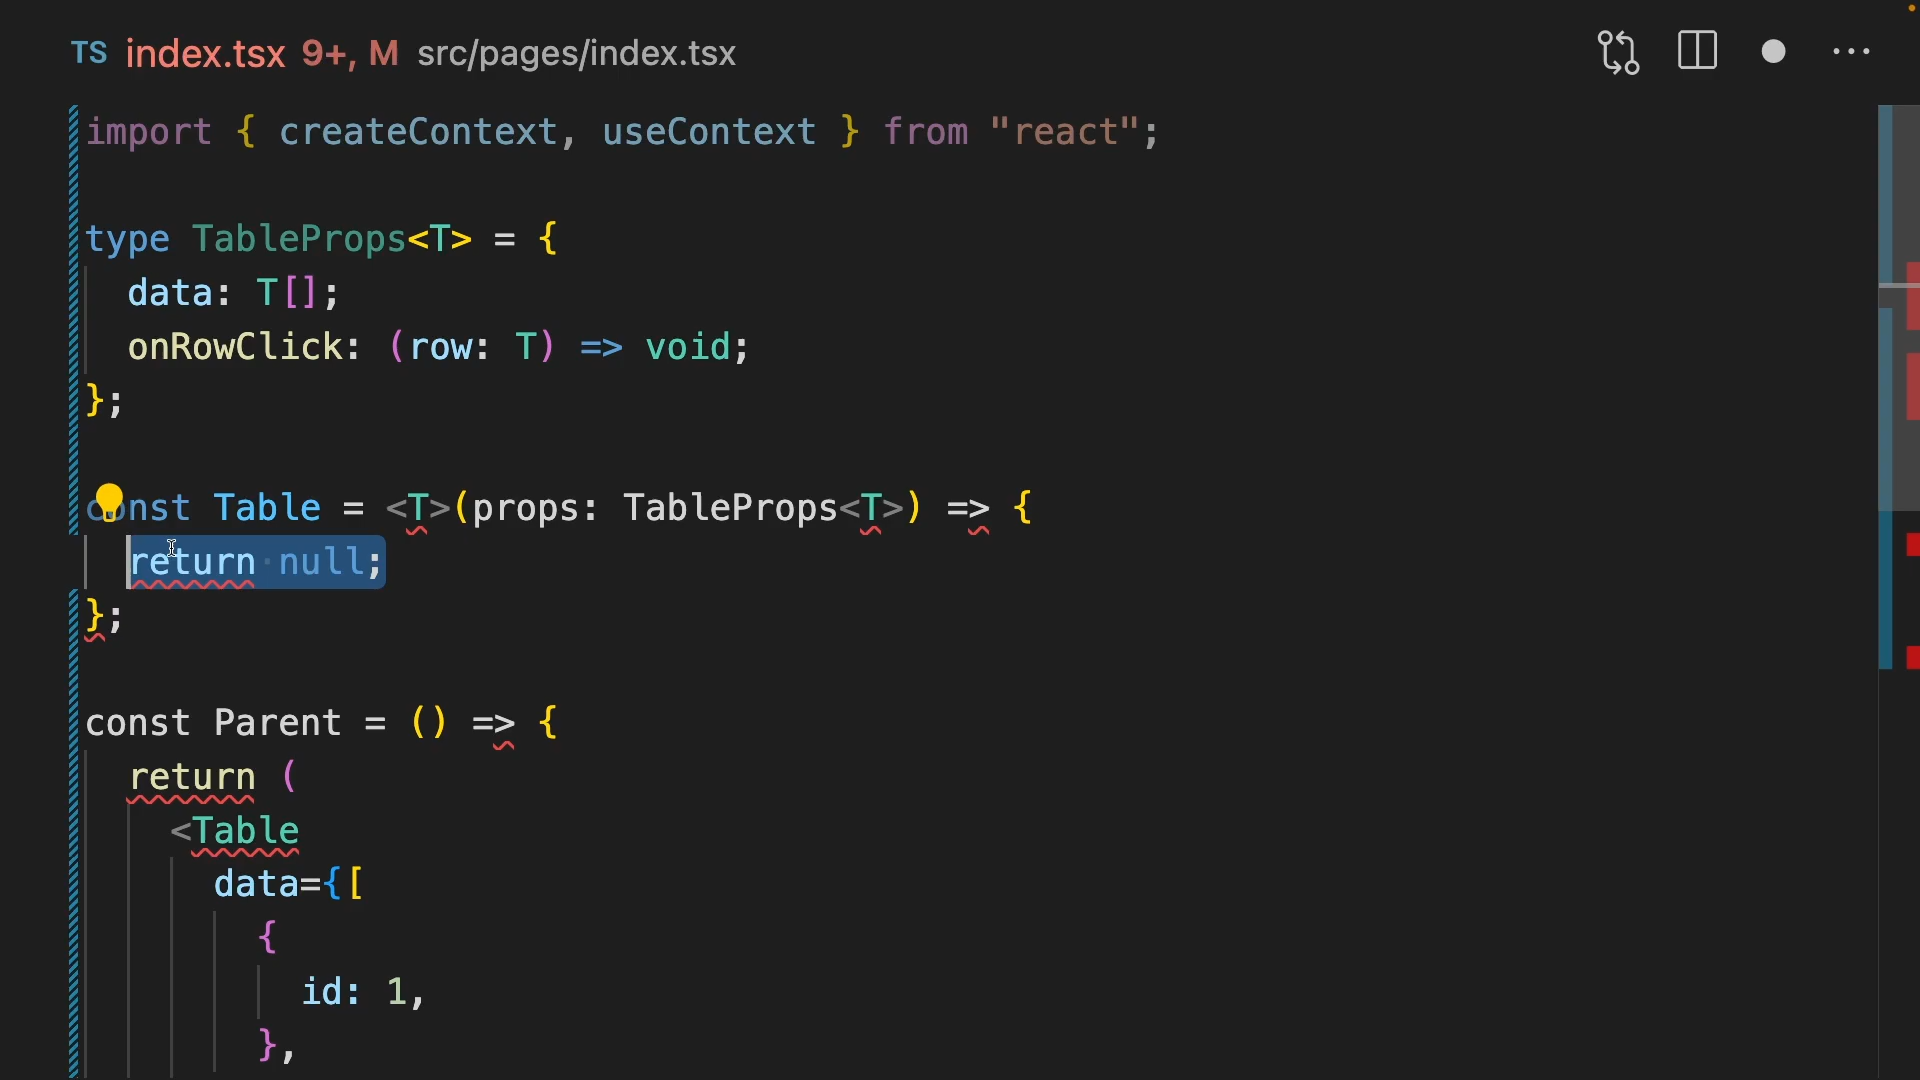 TS index.tsx 9+, M src/pages/index.tsx
import { createContext, useContext } from "react";
type TableProps<T> = {
data: T[];
onRowClick: (row: T) => void;
};
const Table = <T>(props: TableProps<T>) => {
return null;
};
const Parent = () => {
return (
<Table
data={[
{
id: 1,
},